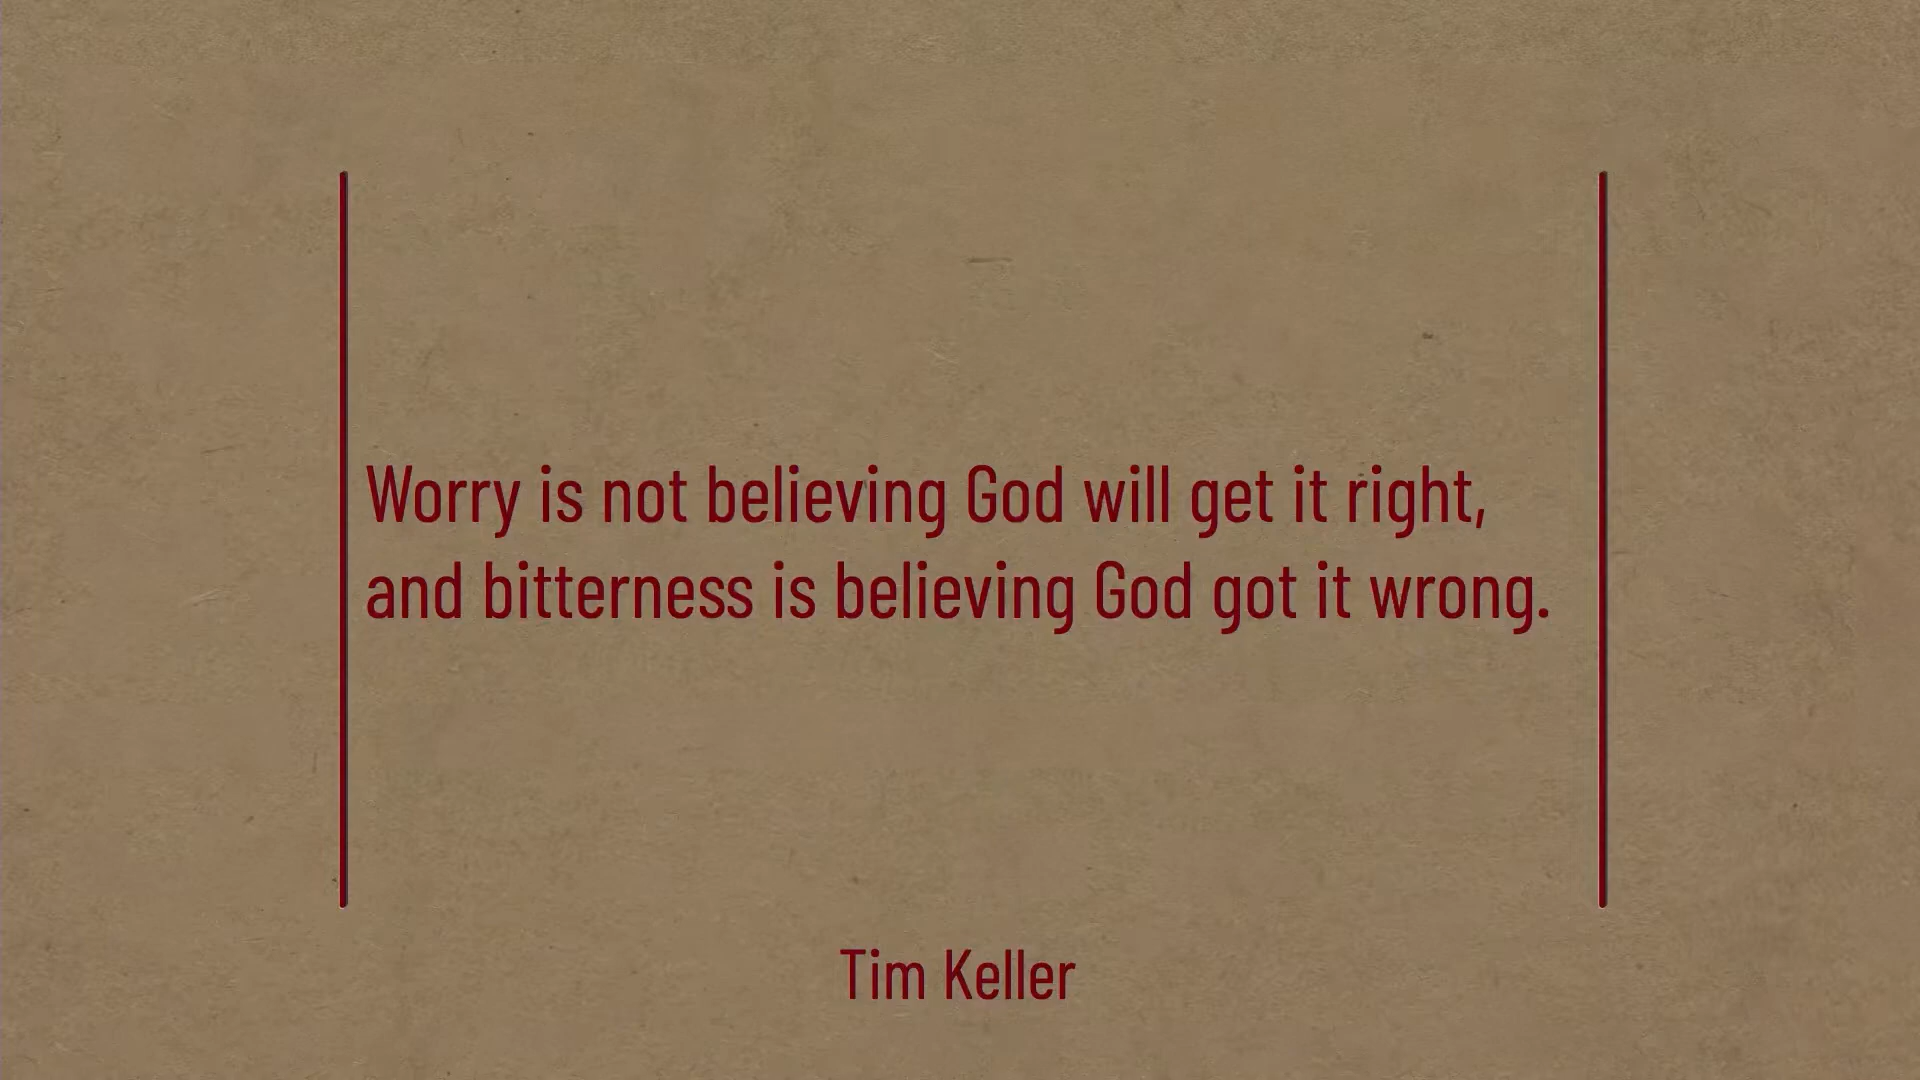 Worry is not believing God will get it right,
and bitterness is believing God got it wrong.
Tim Keller